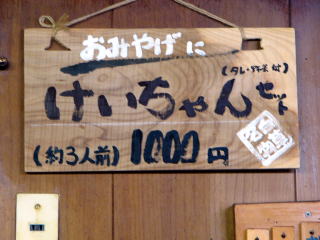 おみやげに
(タレ・野菜付)
けいちゃんセット
(約3人前) 1000円